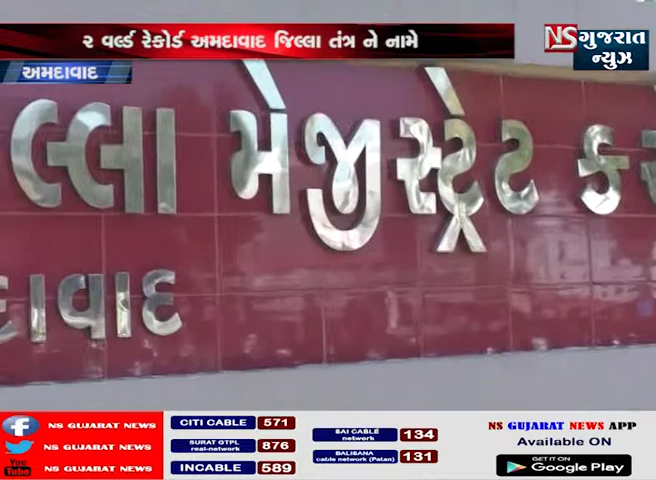 ૨ વર્લ્ડ રેકોર્ડ અમદાવાદ જિલ્લા તંત્ર ને નામે
NS ગુજરાત
ન્યુઝ
અમદાવાદ
લ્લા મેજીસ્ટ્રેટ
દાવાદ
NS GUJARAT NEWS
NS GUJARAT NEWS
You Tube NS GUJARAT NEWS
CITI CABLE 571
SURAT GTPL
real-network 876
INCABLE 589
SAI CABLE
network 134
BALISANA
cable network (Patan) 131
NS GUJARAT NEWS APP
Available ON
GET IT ON
Google Play